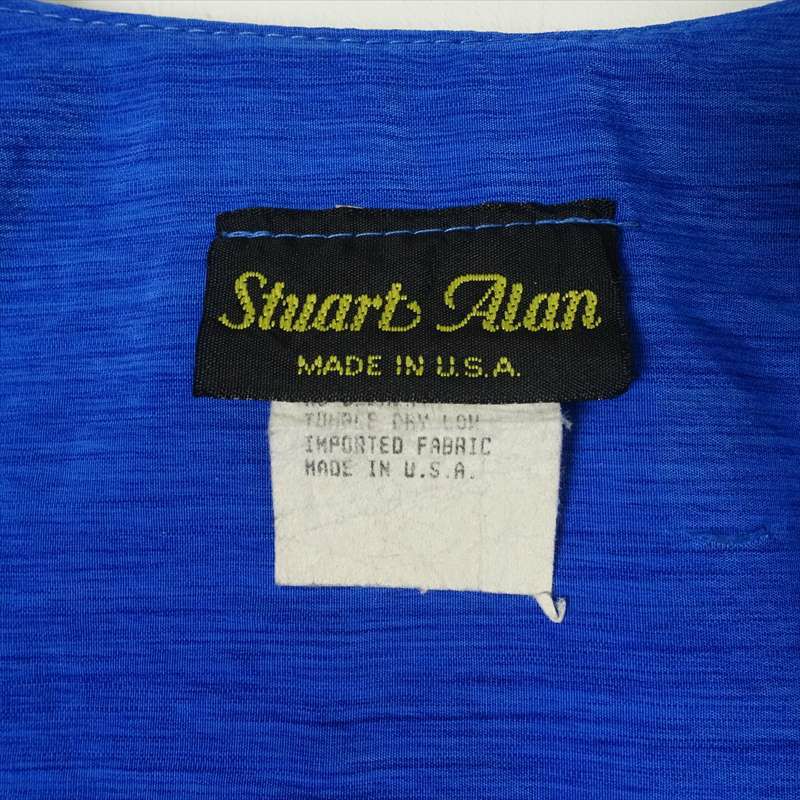 Stuart Alan
MADE IN U.S.A.
TUMBLE DRY LOW
IMPORTED FABRIC
MADE IN U.S.A.